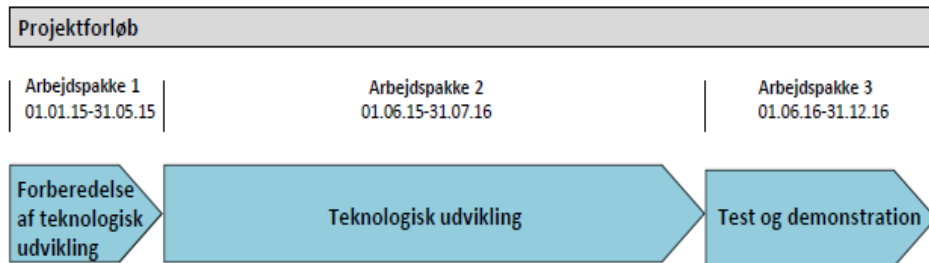 Projektforløb
Arbejdspakke 1
01.01.15-31.05.15
Arbejdspakke 2
01.06.15-31.07.16
Arbejdspakke 3
01.06.16-31.12.16
Forberedelse
af teknologisk
udvikling
Teknologisk udvikling
Test og demonstration